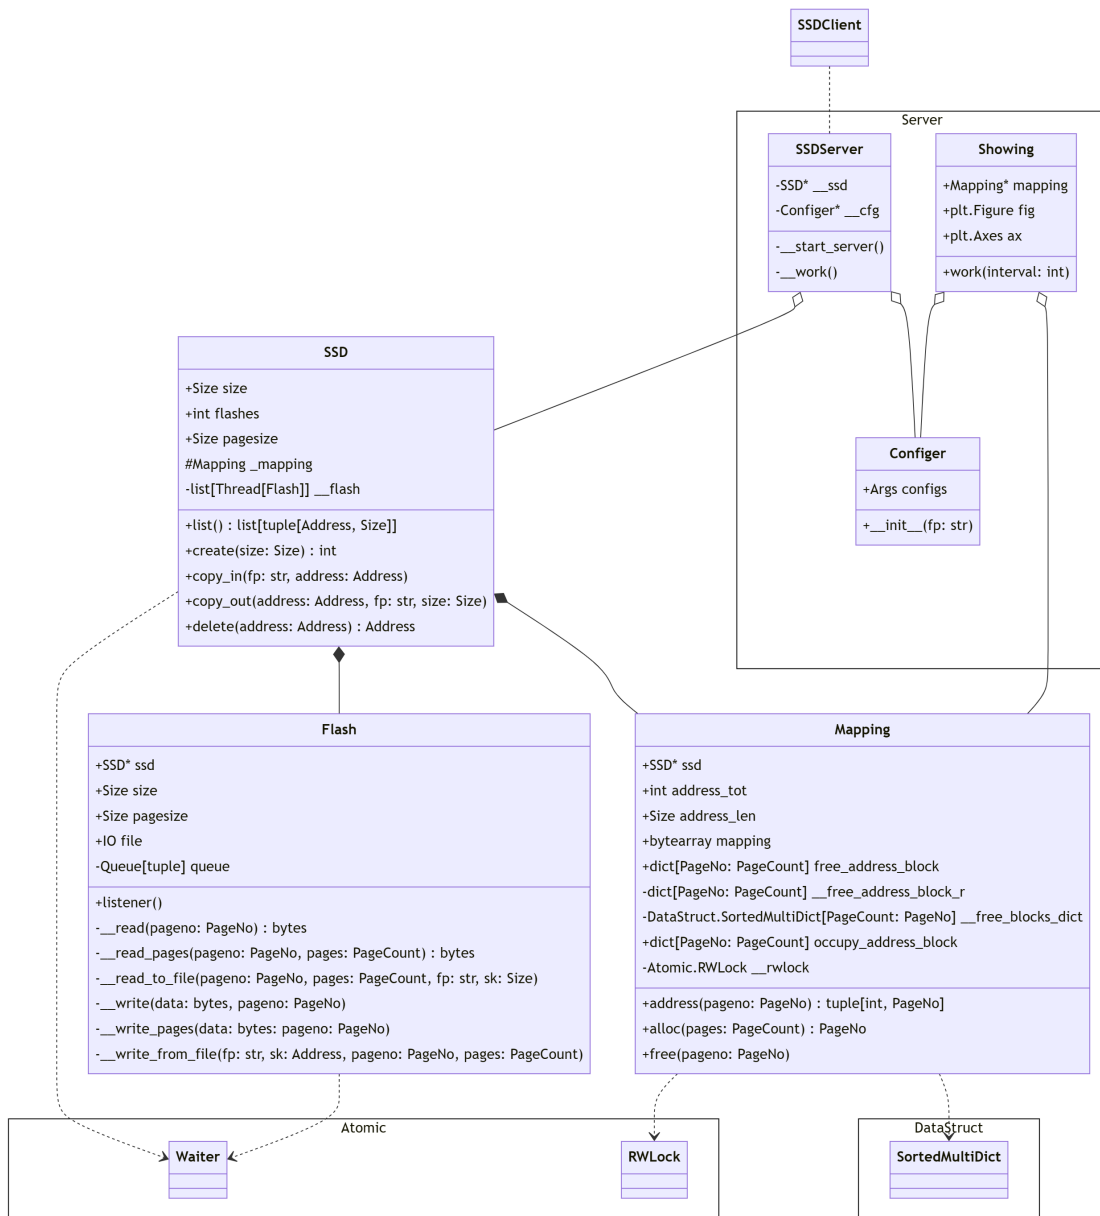 SSDClient
Server
SSDServer
-SSD* __ssd
-Configer* __cfg
-__start_server()
-__work()
Showing
+Mapping* mapping
+plt.Figure fig
+plt.Axes ax
+work(interval: int)
SSD
+Size size
+int flashes
+Size pagesize
#Mapping _mapping
-list[Thread[Flash]] __flash
+list() : list[tuple[Address, Size]]
+create(size: Size) : int
+copy_in(fp: str, address: Address)
+copy_out(address: Address, fp: str, size: Size)
+delete(address: Address) : Address
Configer
+Args configs
+__init__(fp: str)
Flash
+SSD* ssd
+Size size
+Size pagesize
+IO file
-Queue[tuple] queue
+listener()
-__read(pageno: PageNo) : bytes
-__read_pages(pageno: PageNo, pages: PageCount) : bytes
-__read_to_file(pageno: PageNo, pages: PageCount, fp: str, sk: Size)
-__write(data: bytes, pageno: PageNo)
-__write_pages(data: bytes: pageno: PageNo)
-__write_from_file(fp: str, sk: Address, pageno: PageNo, pages: PageCount)
Mapping
+SSD* ssd
+int address_tot
+Size address_len
+bytearray mapping
+dict[PageNo: PageCount] free_address_block
-dict[PageNo: PageCount] __free_address_block_r
-DataStruct.SortedMultiDict[PageCount: PageNo] __free_blocks_dict
+dict[PageNo: PageCount] occupy_address_block
-Atomic.RWLock __rwlock
+address(pageno: PageNo) : tuple[int, PageNo]
+alloc(pages: PageCount) : PageNo
+free(pageno: PageNo)
Atomic
Waiter
RWLock
DataStruct
SortedMultiDict